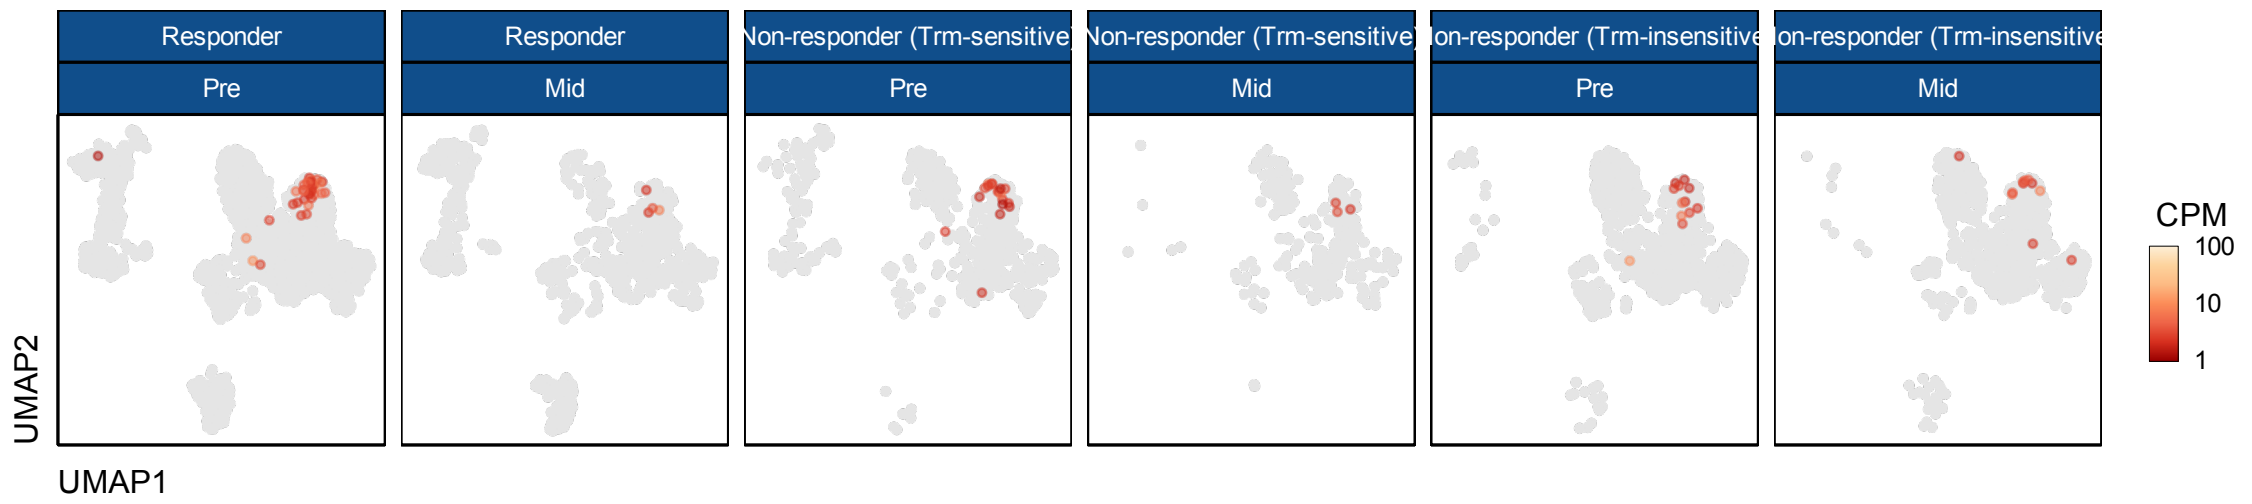 Responder
Responder
Non-responder (Trm-sensitive)
Non-responder (Trm-sensitive)
on-responder (Trm-insensitive
on-responder (Trm-insensitive
Pre
Mid
Pre
Mid
Pre
Mid
CPM
100
10
1
UMAP2
UMAP1